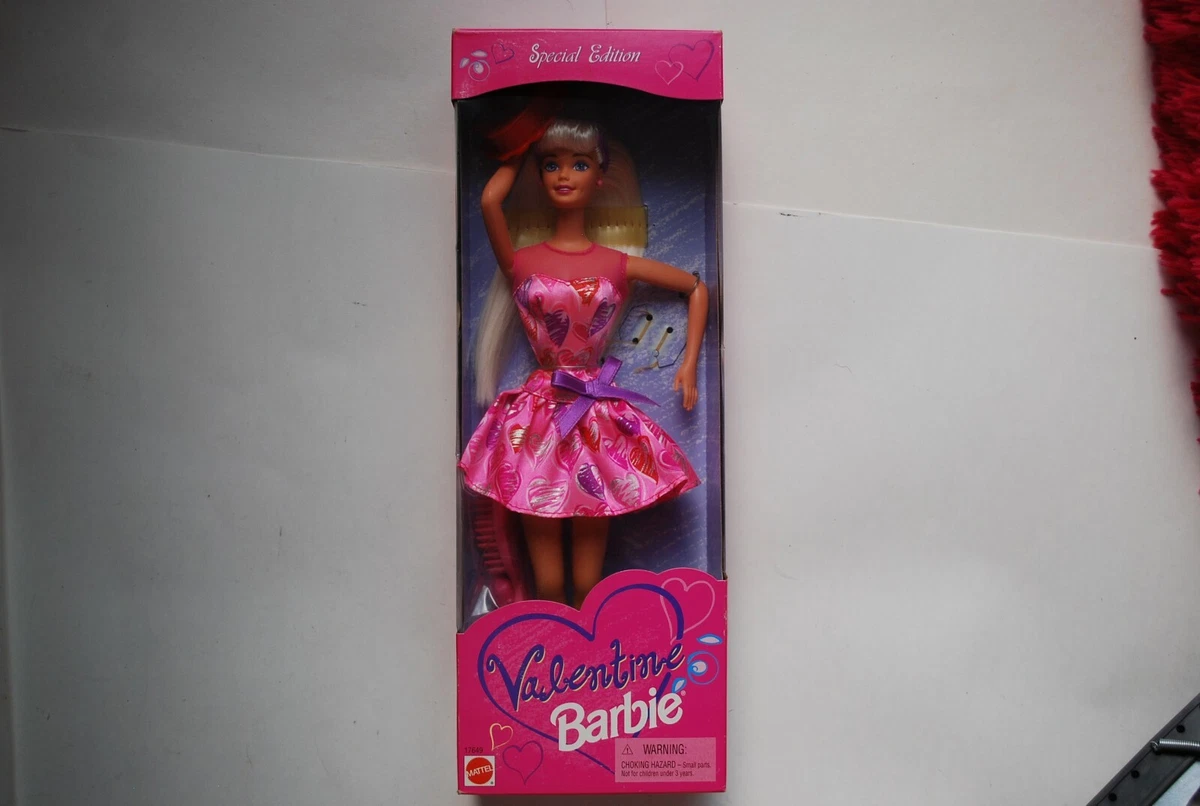 Special Edition
Valentine
Barbie®
17649
MATTEL
⚠ WARNING:
CHOKING HAZARD – Small parts.
Not for children under 3 years.